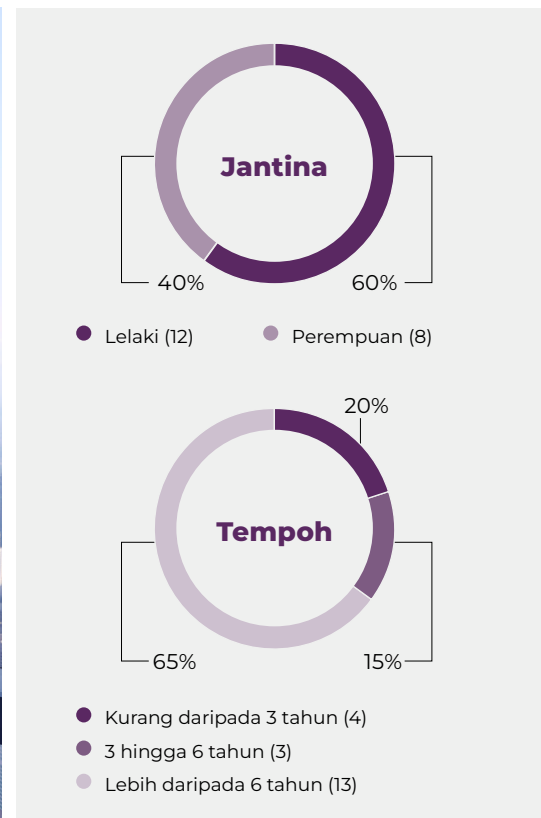 Jantina
40%
60%
Lelaki (12)
Perempuan (8)
20%
Tempoh
65%
15%
Kurang daripada 3 tahun (4)
3 hingga 6 tahun (3)
Lebih daripada 6 tahun (13)